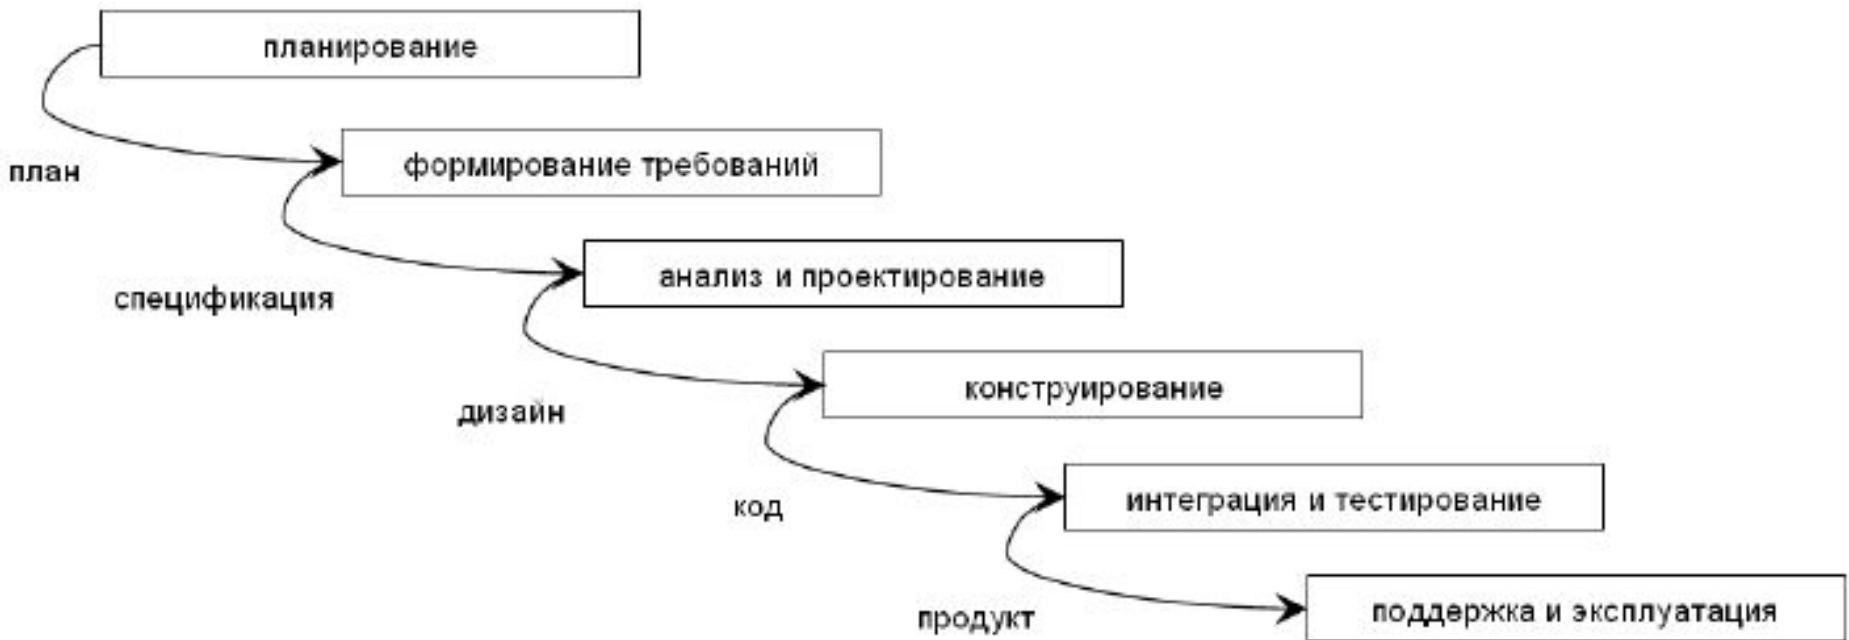 планирование
план
формирование требований
спецификация
анализ и проектирование
дизайн
конструирование
код
интеграция и тестирование
продукт
поддержка и эксплуатация